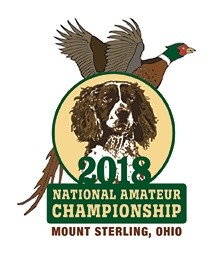 2018
NATIONAL AMATEUR
CHAMPIONSHIP
MOUNT STERLING, OHIO